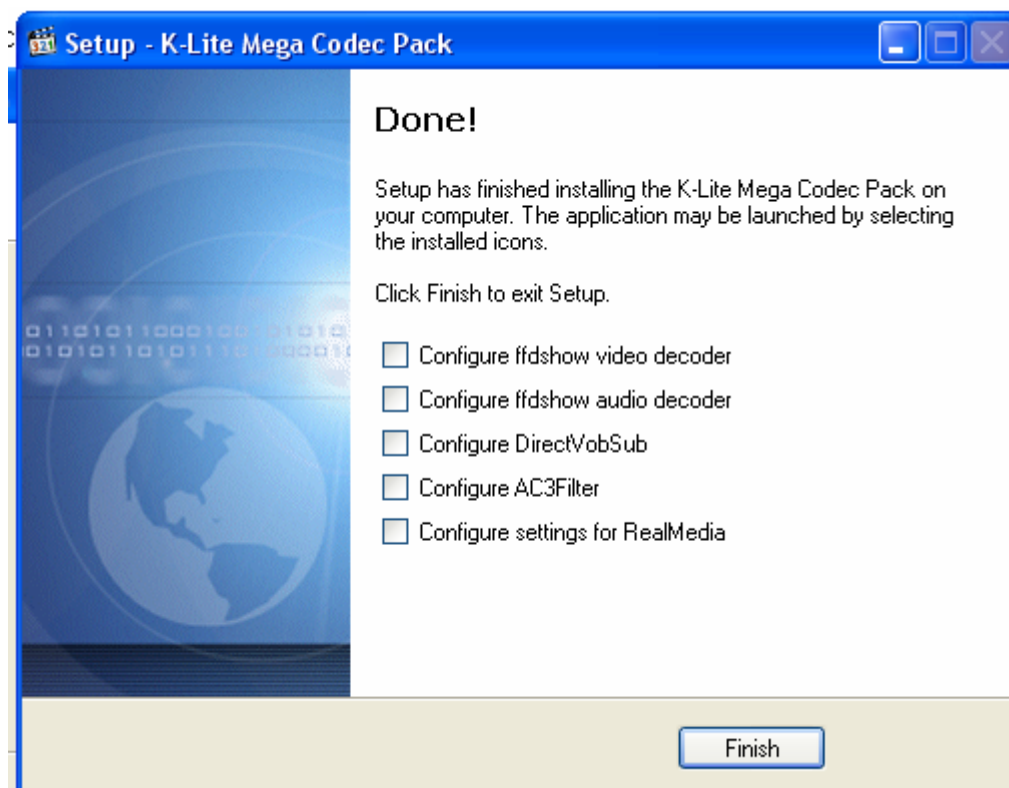 Setup - K-Lite Mega Codec Pack
Done!
Setup has finished installing the K-Lite Mega Codec Pack on
your computer. The application may be launched by selecting
the installed icons.
Click Finish to exit Setup.
Configure ffdshow video decoder
Configure ffdshow audio decoder
Configure DirectVobSub
Configure AC3Filter
Configure settings for RealMedia
Finish